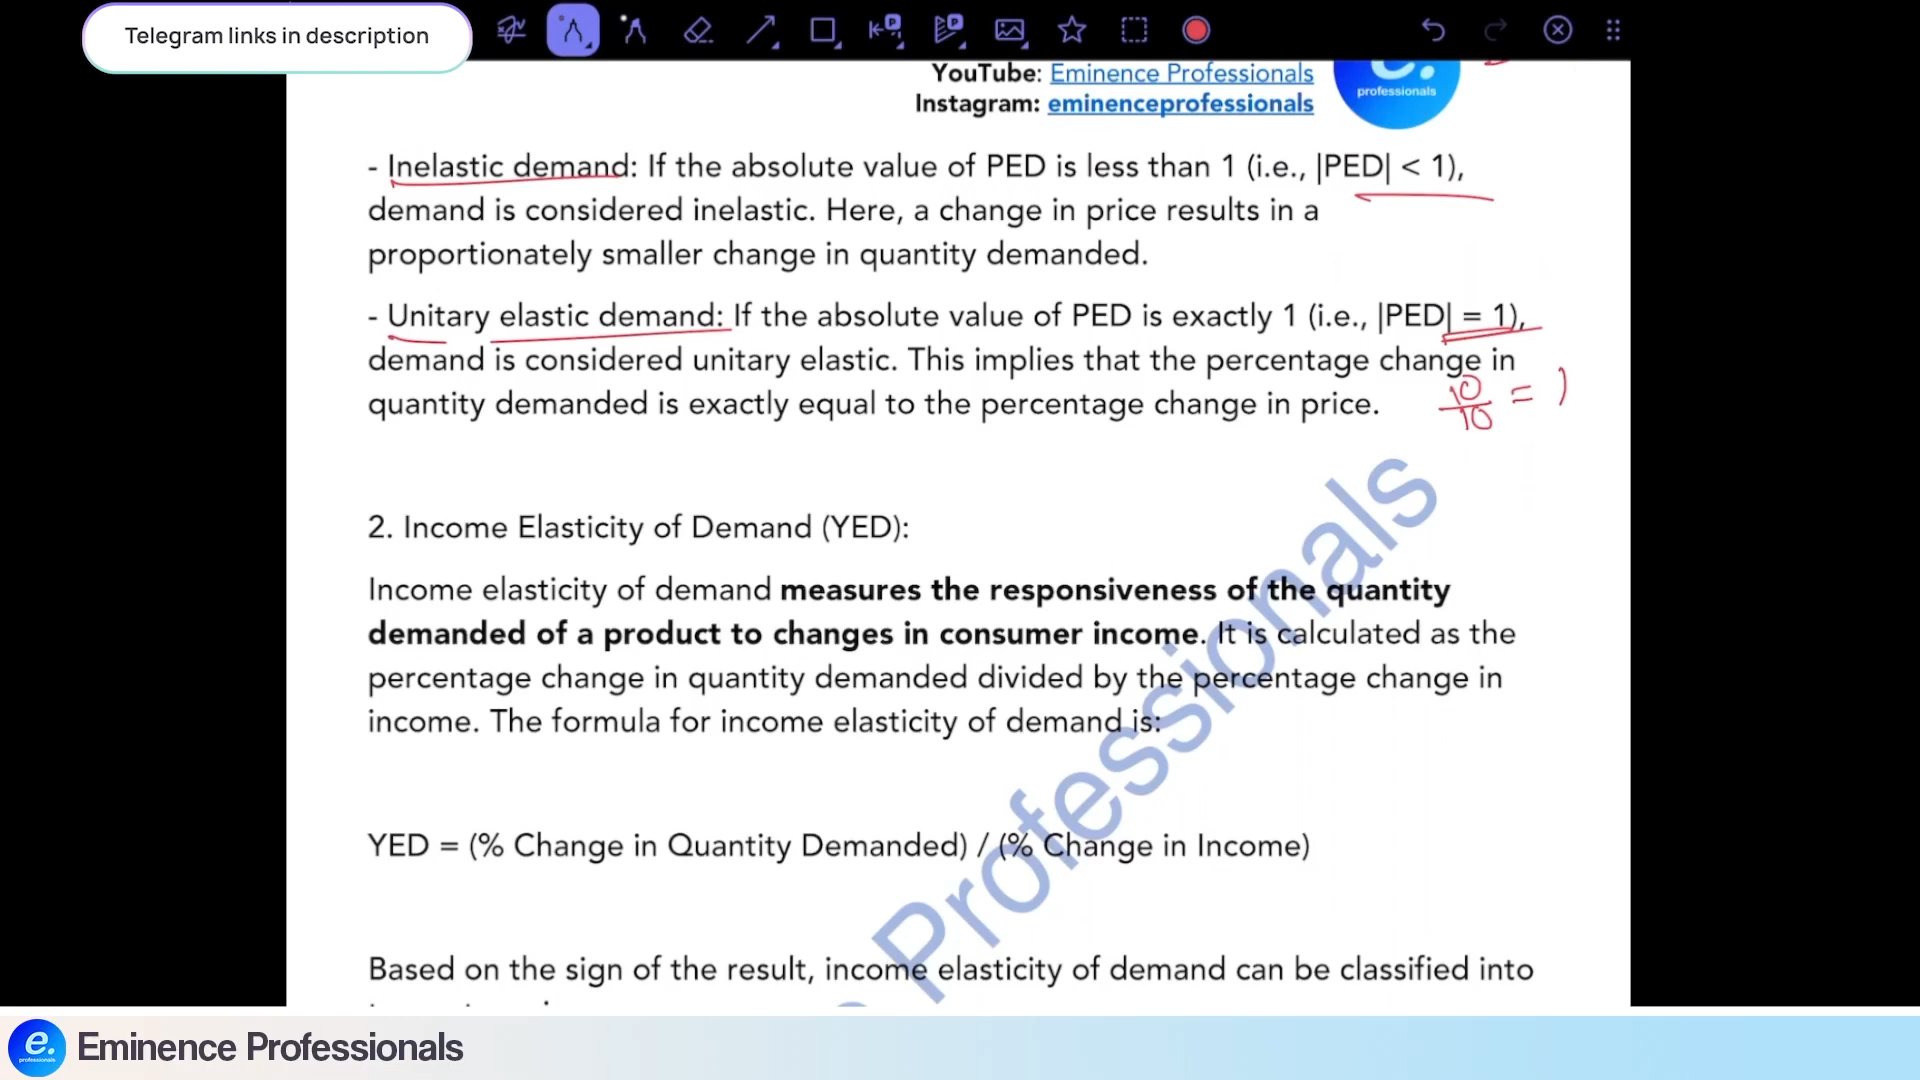 Telegram links in description
YouTube: Eminence Professionals
Instagram: eminenceprofessionals
professionals
- Inelastic demand: If the absolute value of PED is less than 1 (i.e., |PED| < 1),
demand is considered inelastic. Here, a change in price results in a
proportionately smaller change in quantity demanded.
- Unitary elastic demand: If the absolute value of PED is exactly 1 (i.e., |PED| = 1),
demand is considered unitary elastic. This implies that the percentage change in
quantity demanded is exactly equal to the percentage change in price.
10/10 = 1
2. Income Elasticity of Demand (YED):
Income elasticity of demand measures the responsiveness of the quantity
demanded of a product to changes in consumer income. It is calculated as the
percentage change in quantity demanded divided by the percentage change in
income. The formula for income elasticity of demand is:
YED = (% Change in Quantity Demanded) / (% Change in Income)
Based on the sign of the result, income elasticity of demand can be classified into
Professionals
e.
professionals
Eminence Professionals